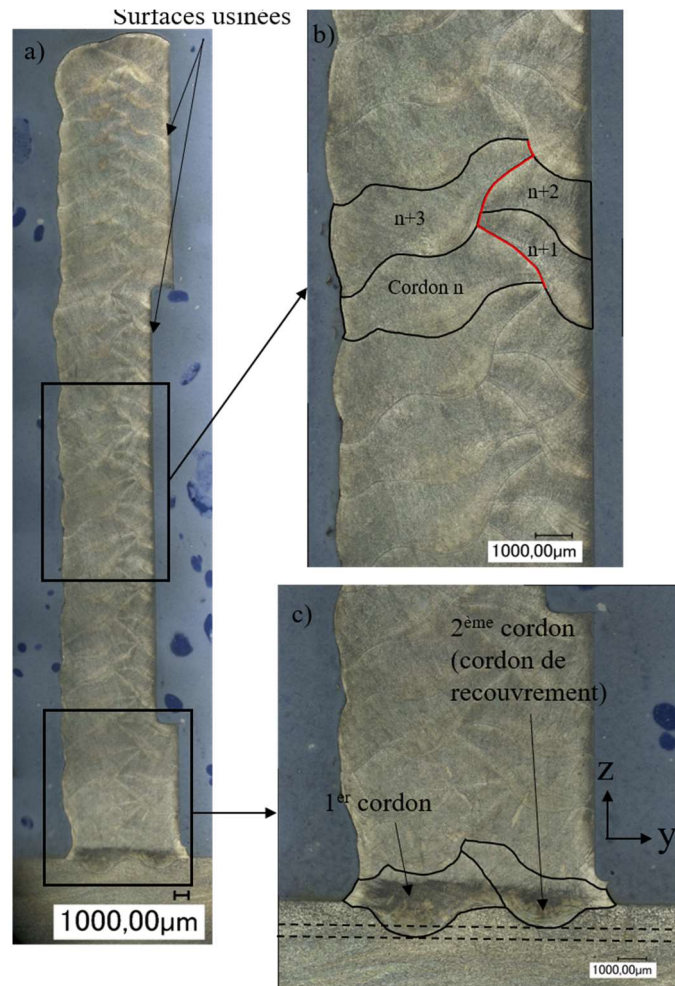 Surfaces usinées
a)
b)
n+2
n+3
n+1
Cordon n
1000,00µm
c)
2ème cordon
(cordon de
recouvrement)
1er cordon
z
y
1000,00µm
1000,00µm